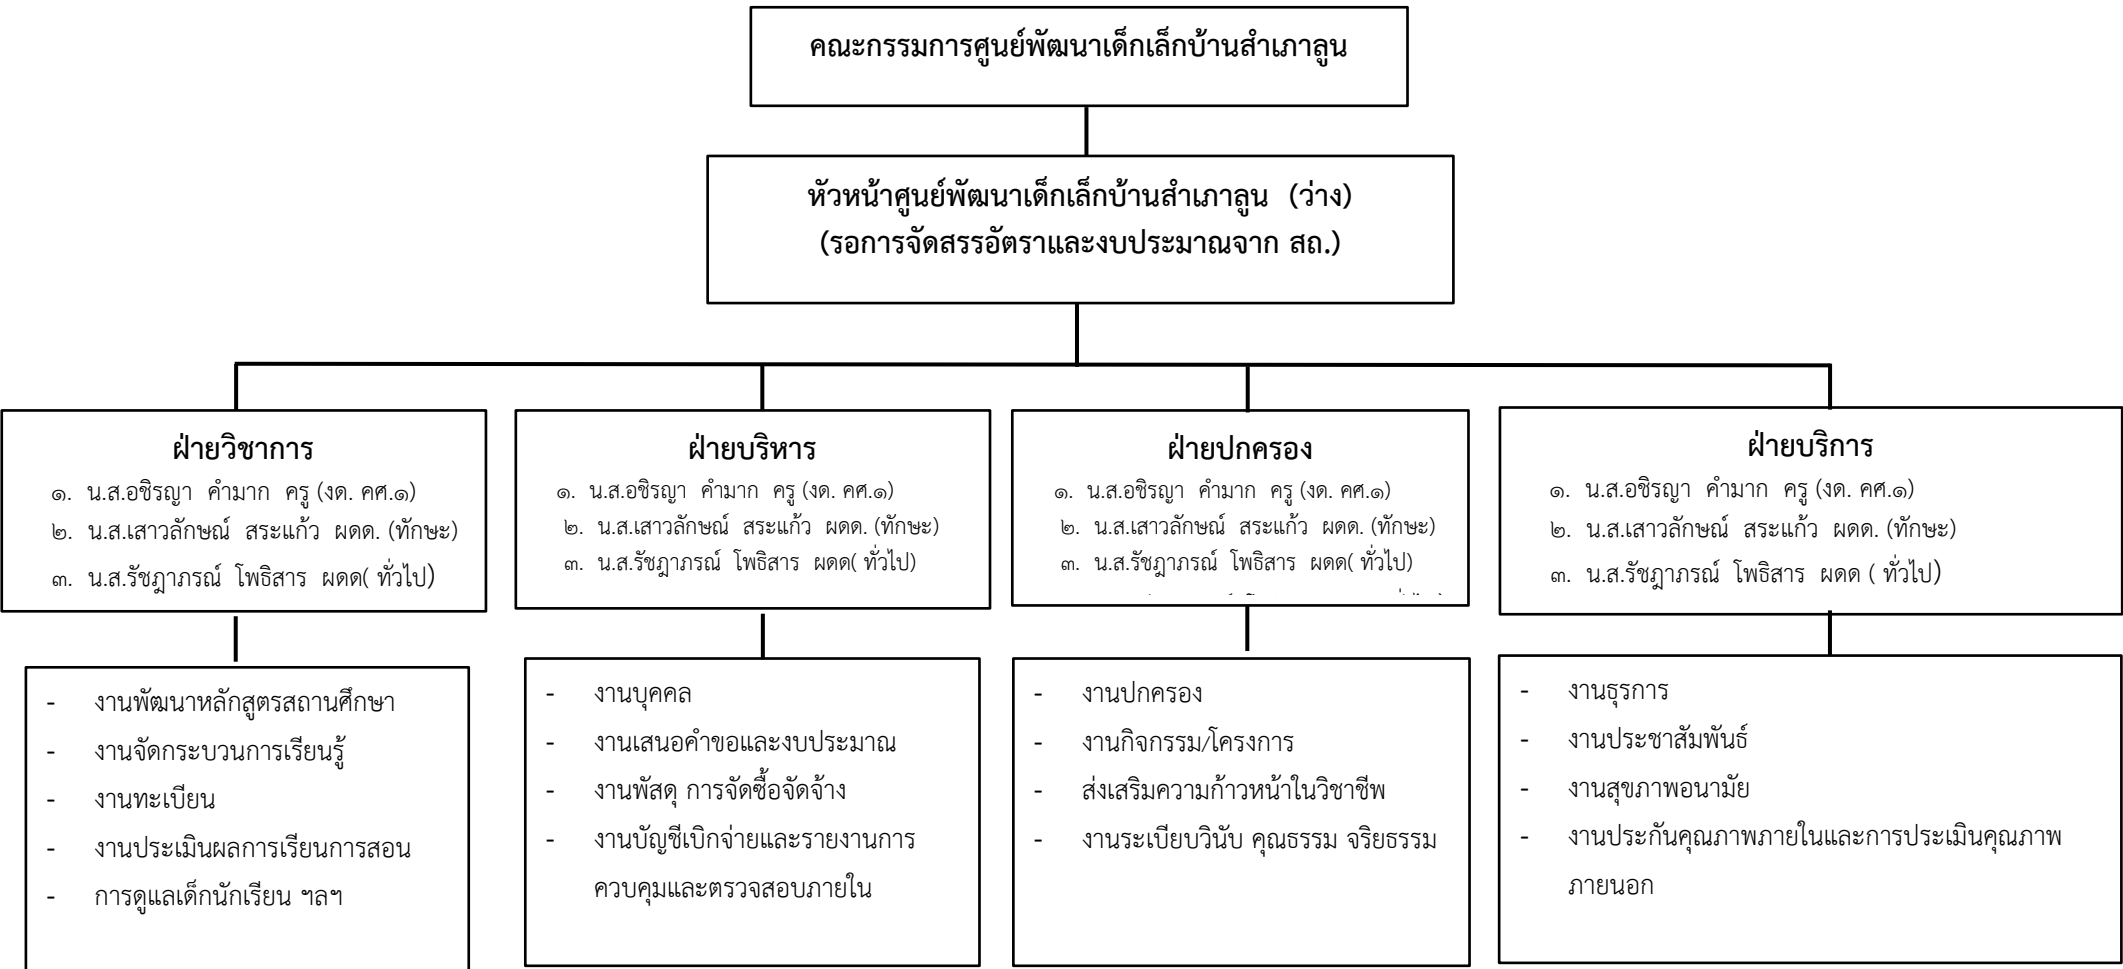 คณะกรรมการศูนย์พัฒนาเด็กเล็กบ้านสำเภาลูน
หัวหน้าศูนย์พัฒนาเด็กเล็กบ้านสำเภาลูน (ว่าง)
(รอการจัดสรรอัตราและงบประมาณจาก สถ.)
ฝ่ายวิชาการ
๑. น.ส.อชิรญา คำมาก ครู (งด. คศ.๑)
๒. น.ส.เสาวลักษณ์ สระแก้ว ผดด. (ทักษะ)
๓. น.ส.รัชฎาภรณ์ โพธิสาร ผดด( ทั่วไป)
ฝ่ายบริหาร
๑. น.ส.อชิรญา คำมาก ครู (งด. คศ.๑)
๒. น.ส.เสาวลักษณ์ สระแก้ว ผดด. (ทักษะ)
๓. น.ส.รัชฎาภรณ์ โพธิสาร ผดด( ทั่วไป)
ฝ่ายปกครอง
๑. น.ส.อชิรญา คำมาก ครู (งด. คศ.๑)
๒. น.ส.เสาวลักษณ์ สระแก้ว ผดด. (ทักษะ)
๓. น.ส.รัชฎาภรณ์ โพธิสาร ผดด( ทั่วไป)
ฝ่ายบริการ
๑. น.ส.อชิรญา คำมาก ครู (งด. คศ.๑)
๒. น.ส.เสาวลักษณ์ สระแก้ว ผดด. (ทักษะ)
๓. น.ส.รัชฎาภรณ์ โพธิสาร ผดด ( ทั่วไป)
- งานพัฒนาหลักสูตรสถานศึกษา
- งานจัดกระบวนการเรียนรู้
- งานทะเบียน
- งานประเมินผลการเรียนการสอน
- การดูแลเด็กนักเรียน ฯลฯ
- งานบุคคล
- งานเสนอคำขอและงบประมาณ
- งานพัสดุ การจัดซื้อจัดจ้าง
- งานบัญชีเบิกจ่ายและรายงานการ
ควบคุมและตรวจสอบภายใน
- งานปกครอง
- งานกิจกรรม/โครงการ
- ส่งเสริมความก้าวหน้าในวิชาชีพ
- งานระเบียบวินับ คุณธรรม จริยธรรม
- งานธุรการ
- งานประชาสัมพันธ์
- งานสุขภาพอนามัย
- งานประกันคุณภาพภายในและการประเมินคุณภาพ
ภายนอก